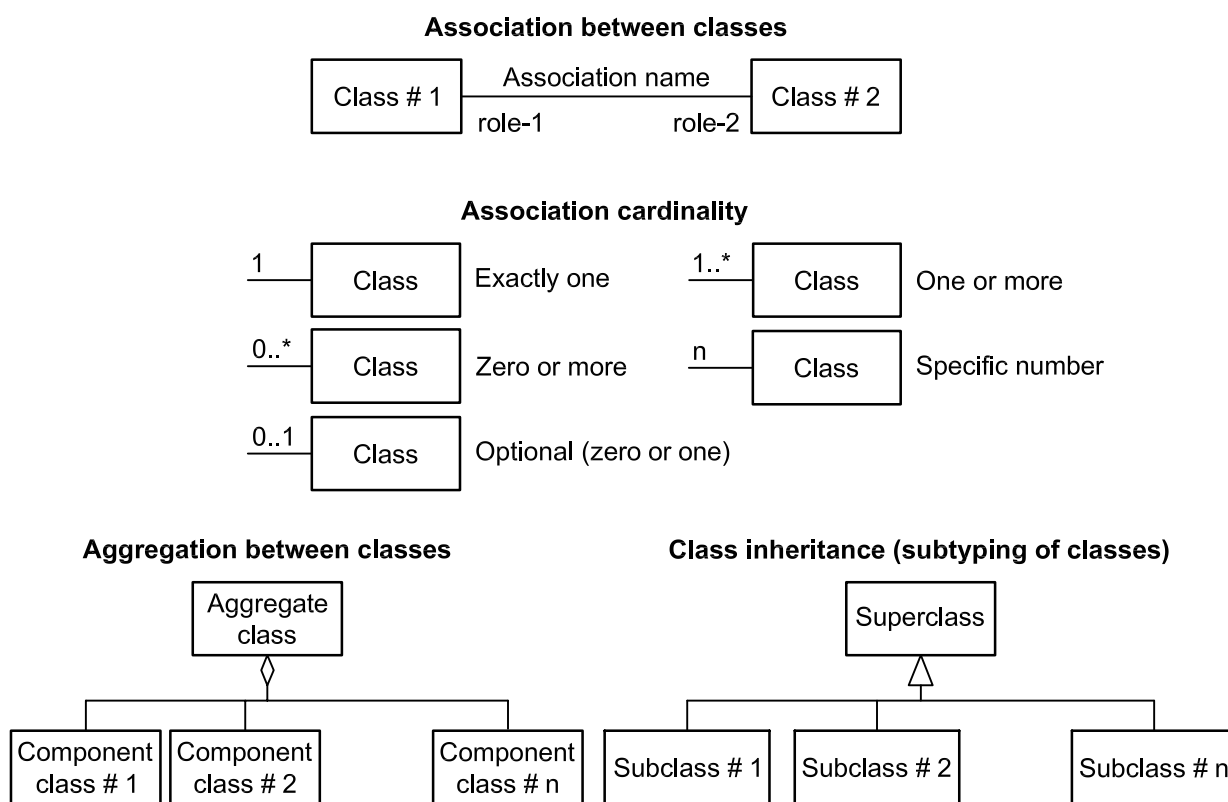 Association between classes
Class # 1
Association name
Class # 2
role-1
role-2
Association cardinality
1
Class
Exactly one
1..*
Class
One or more
0..*
Class
Zero or more
n
Class
Specific number
0..1
Class
Optional (zero or one)
Aggregation between classes
Aggregate
class
Component
class # 1
Component
class # 2
Component
class # n
Class inheritance (subtyping of classes)
Superclass
Subclass # 1
Subclass # 2
Subclass # n